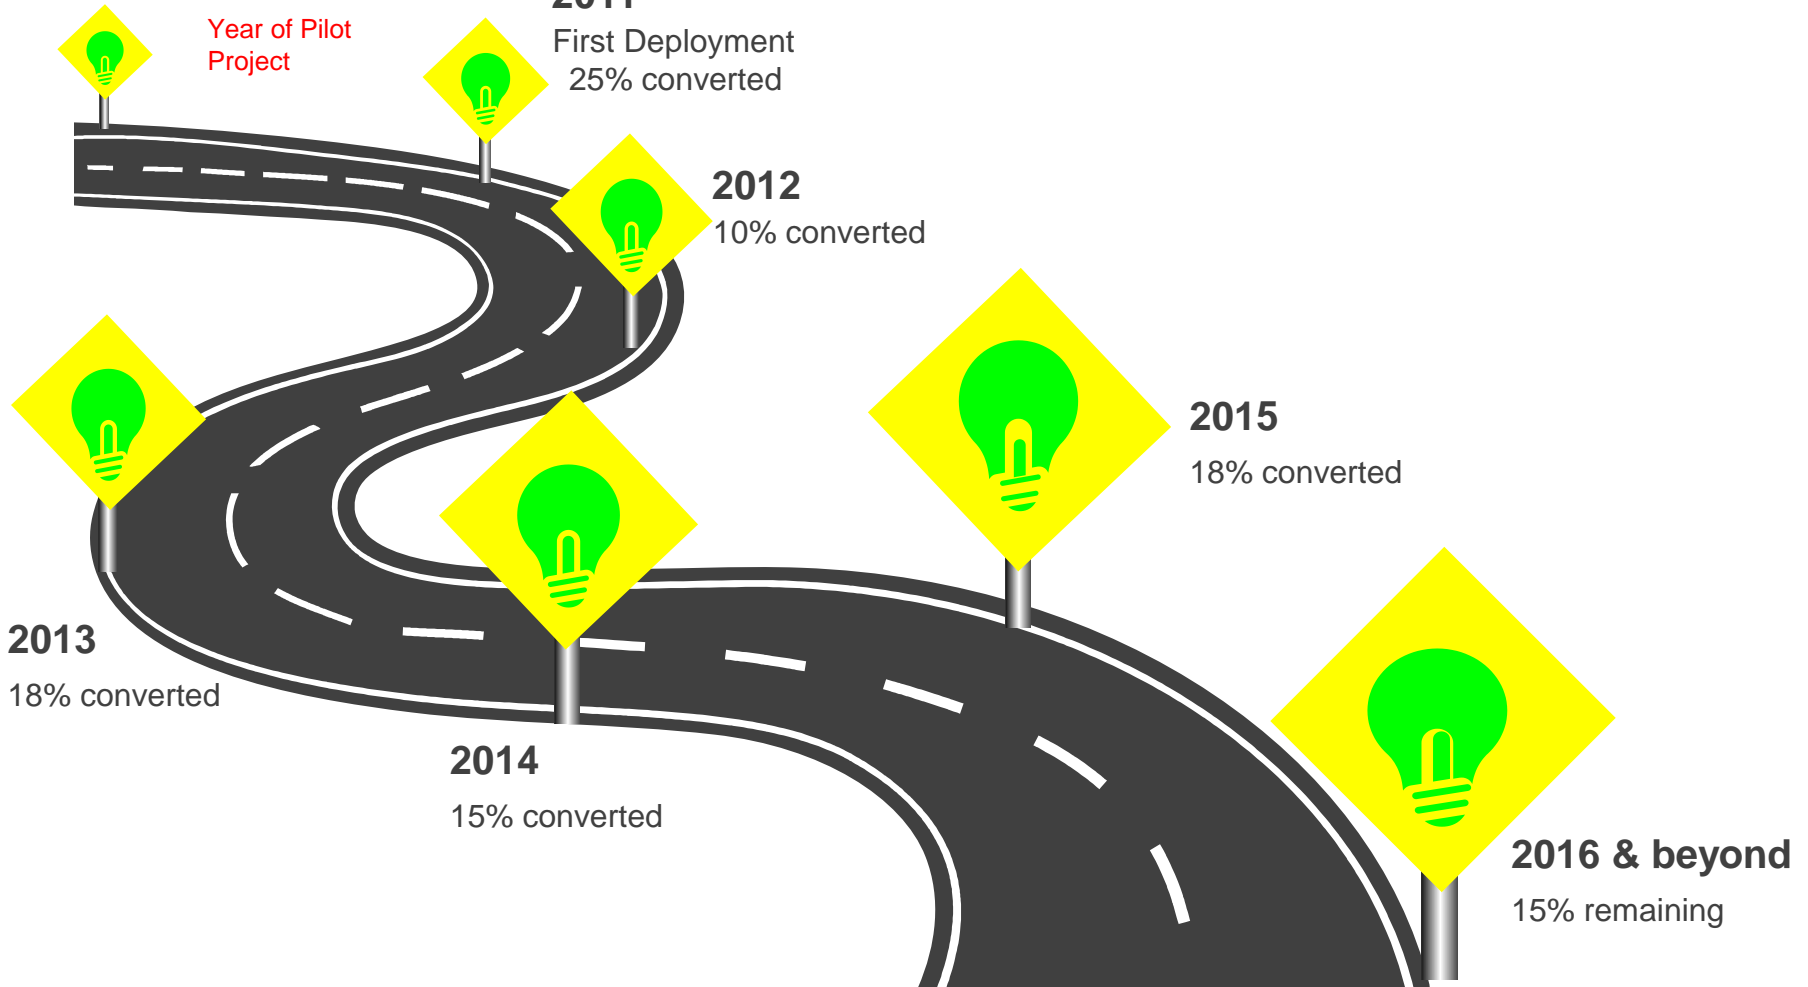 Year of Pilot
Project
2011
First Deployment
25% converted
2012
10% converted
2015
18% converted
2013
18% converted
2014
15% converted
2016 & beyond
15% remaining